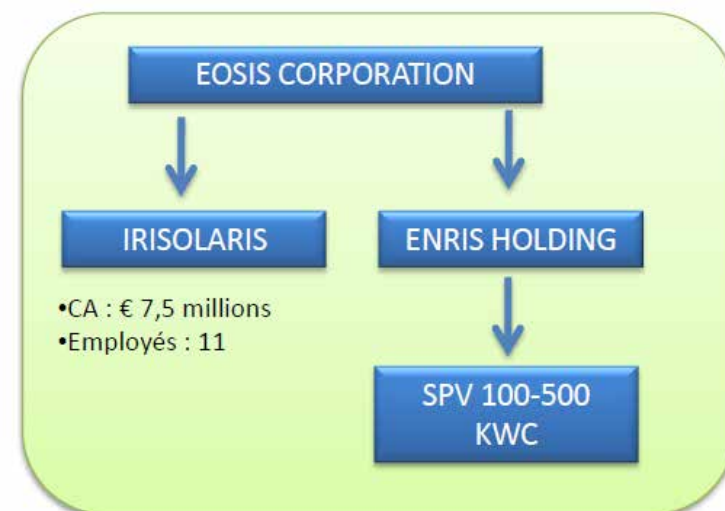 EOSIS CORPORATION
IRISOLARIS
ENRIS HOLDING
•CA : € 7,5 millions
•Employés : 11
SPV 100-500
KWC